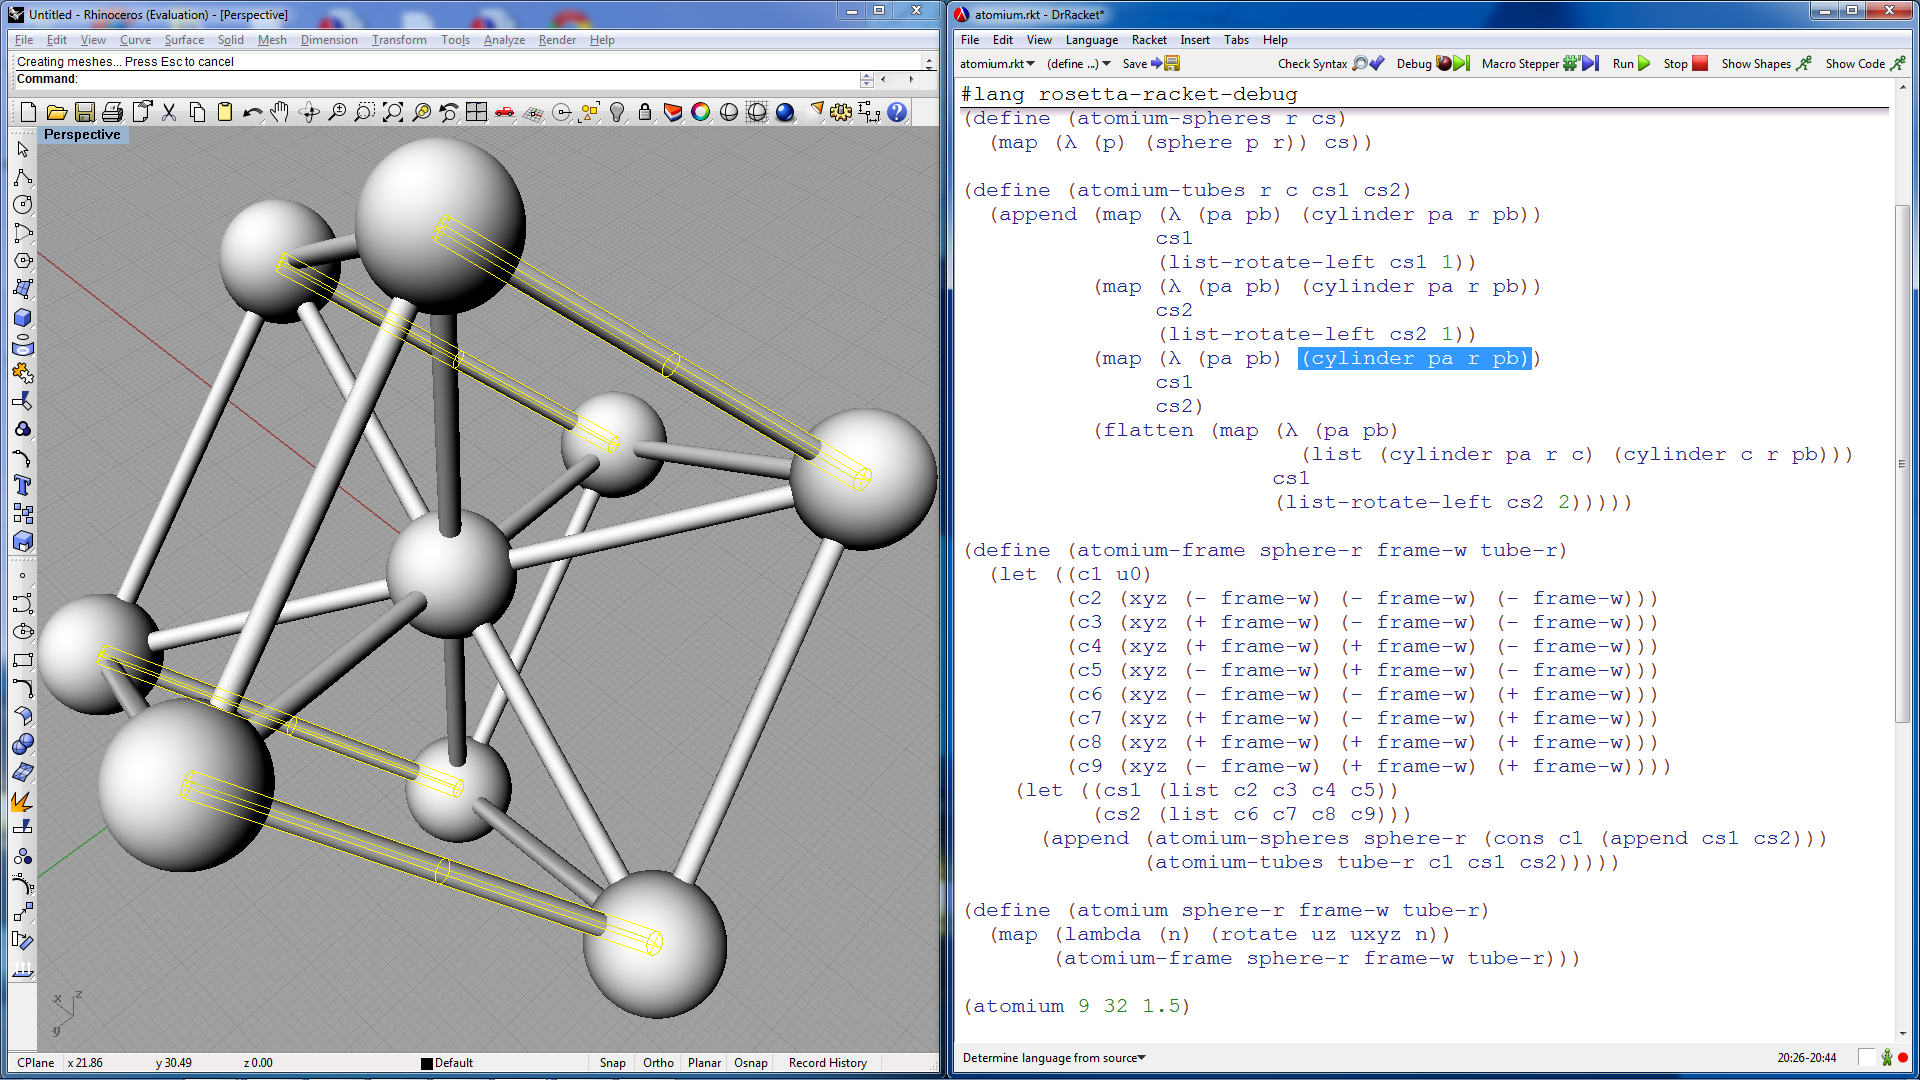 Untitled - Rhinoceros (Evaluation) - [Perspective]
File Edit View Curve Surface Solid Mesh Dimension Transform Tools Analyze Render Help
Creating meshes... Press Esc to cancel
Command:
Perspective
x z
y
CPlane x 21.86 y 30.49 z 0.00 Default Snap Ortho Planar Osnap Record History
atomium.rkt - DrRacket*
File Edit View Language Racket Insert Tabs Help
atomium.rkt (define ...) Save Check Syntax Debug Macro Stepper Run Stop Show Shapes Show Code
#lang rosetta-racket-debug
(define (atomium-spheres r cs)
  (map (λ (p) (sphere p r)) cs))
(define (atomium-tubes r c cs1 cs2)
  (append (map (λ (pa pb) (cylinder pa r pb))
               cs1
               (list-rotate-left cs1 1))
          (map (λ (pa pb) (cylinder pa r pb))
               cs2
               (list-rotate-left cs2 1))
          (map (λ (pa pb) (cylinder pa r pb))
               cs1
               cs2)
          (flatten (map (λ (pa pb)
                          (list (cylinder pa r c) (cylinder c r pb)))
                        cs1
                        (list-rotate-left cs2 2)))))
(define (atomium-frame sphere-r frame-w tube-r)
  (let ((c1 u0)
        (c2 (xyz (- frame-w) (- frame-w) (- frame-w)))
        (c3 (xyz (+ frame-w) (- frame-w) (- frame-w)))
        (c4 (xyz (+ frame-w) (+ frame-w) (- frame-w)))
        (c5 (xyz (- frame-w) (+ frame-w) (- frame-w)))
        (c6 (xyz (- frame-w) (- frame-w) (+ frame-w)))
        (c7 (xyz (+ frame-w) (- frame-w) (+ frame-w)))
        (c8 (xyz (+ frame-w) (+ frame-w) (+ frame-w)))
        (c9 (xyz (- frame-w) (+ frame-w) (+ frame-w))))
    (let ((cs1 (list c2 c3 c4 c5))
          (cs2 (list c6 c7 c8 c9)))
      (append (atomium-spheres sphere-r (cons c1 (append cs1 cs2)))
              (atomium-tubes tube-r c1 cs1 cs2)))))
(define (atomium sphere-r frame-w tube-r)
  (map (lambda (n) (rotate uz uxyz n))
       (atomium-frame sphere-r frame-w tube-r)))
(atomium 9 32 1.5)
Determine language from source 20:26-20:44